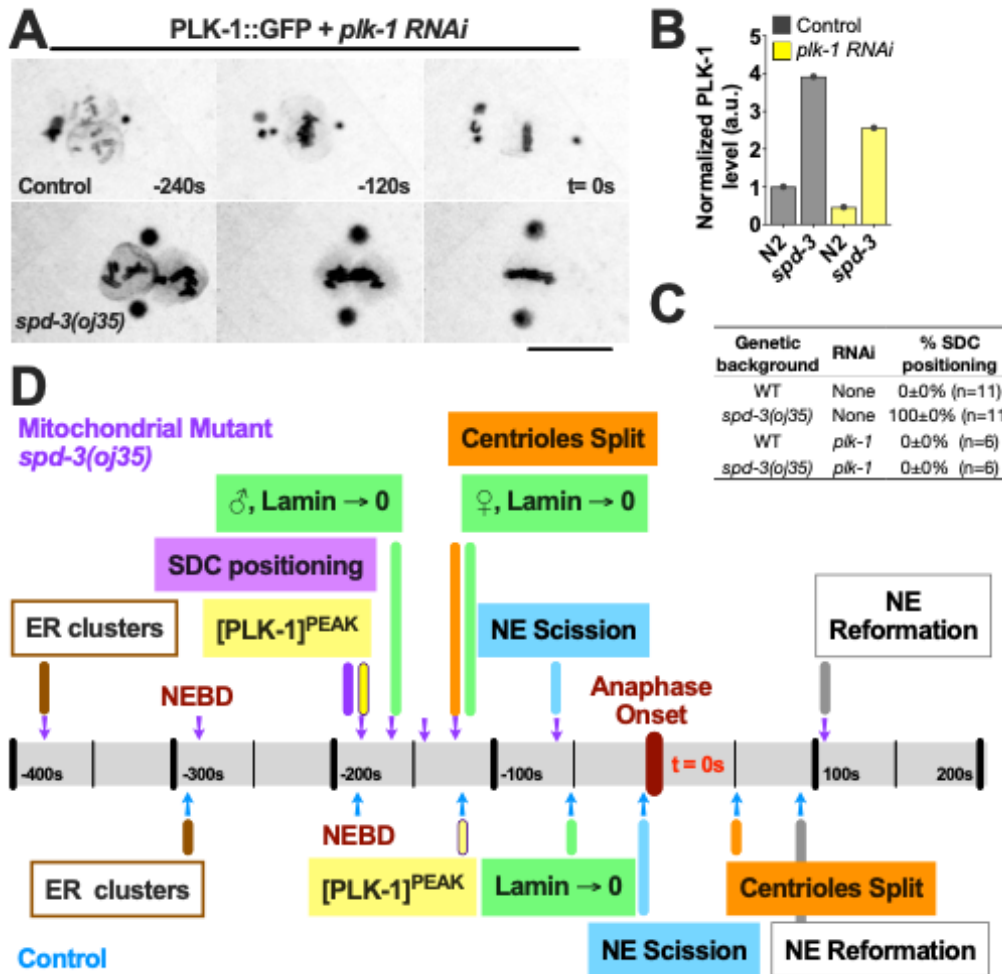 A
PLK-1::GFP + plk-1 RNAi
Control
-240s
-120s
t= 0s
spd-3(oj35)
B
Control
plk-1 RNAi
Normalized PLK-1
level (a.u.)
5
4
3
2
1
0
N2
spd-3
N2
spd-3
C
Genetic background RNAi % SDC positioning
WT None 0±0% (n=11)
spd-3(oj35) None 100±0% (n=11
WT plk-1 0±0% (n=6)
spd-3(oj35) plk-1 0±0% (n=6)
D
Mitochondrial Mutant
spd-3(oj35)
Centrioles Split
♂, Lamin → 0
♀, Lamin → 0
SDC positioning
ER clusters
[PLK-1]PEAK
NE Scission
NE
Reformation
NEBD
Anaphase
Onset
-400s
-300s
-200s
-100s
t = 0s
100s
200s
NEBD
ER clusters
[PLK-1]PEAK
Lamin → 0
Centrioles Split
NE Scission
NE Reformation
Control